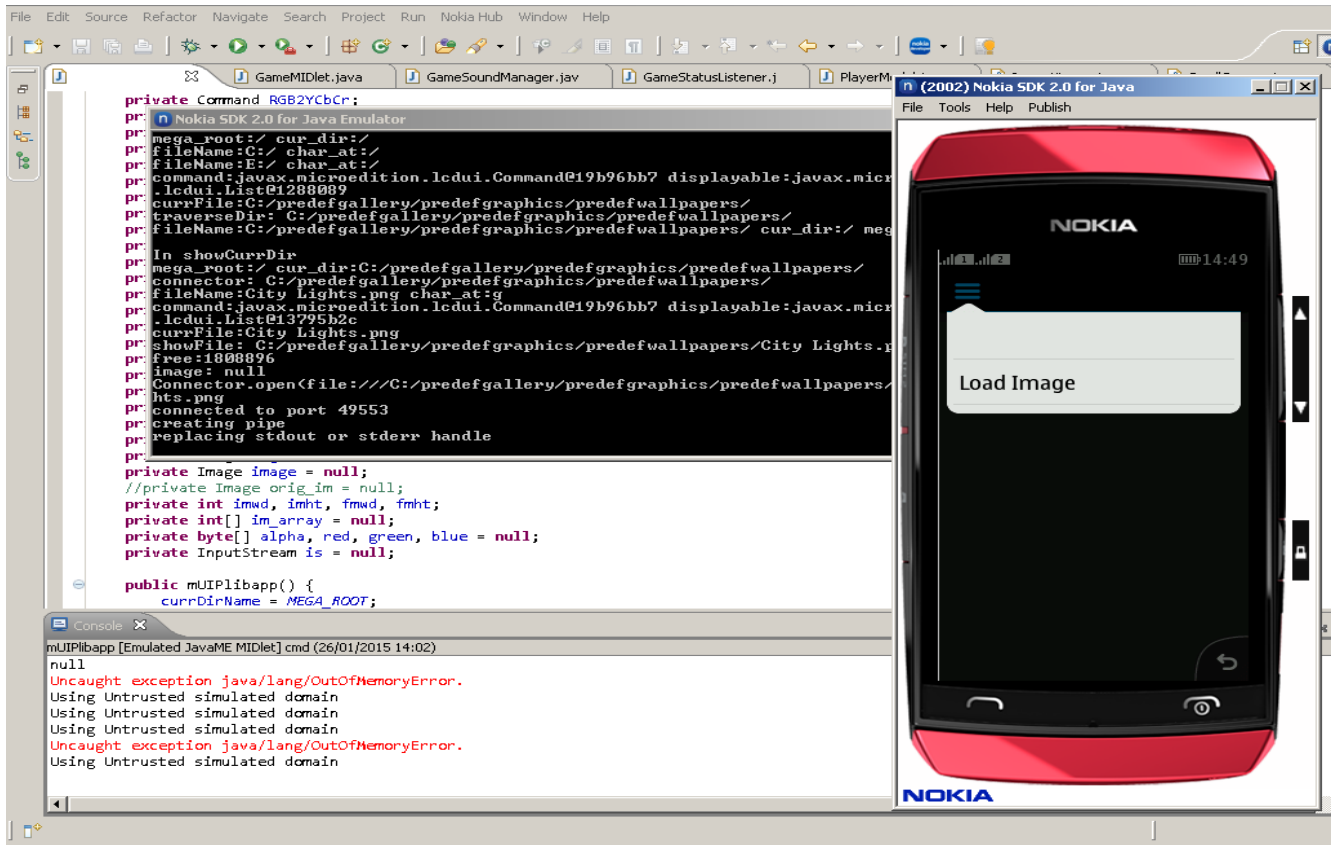 File Edit Source Refactor Navigate Search Project Run Nokia Hub Window Help
GameMIDlet.java GameSoundManager.jav GameStatusListener.j
private Command RGB2YCbCr;
Nokia SDK 2.0 for Java Emulator
mega_root:/ cur_dir:/
fileName:C:/ char_at:/
fileName:E:/ char_at:/
command:javax.microedition.lcdui.Command@19b96bb7 displayable:javax.micr
.lcdui.List@1288089
currFile:C:/predefgallery/predefgraphics/predefwallpapers/
traverseDir: C:/predefgallery/predefgraphics/predefwallpapers/
fileName:C:/predefgallery/predefgraphics/predefwallpapers/ cur_dir:/ meg
In showCurrDir
mega_root:/ cur_dir:C:/predefgallery/predefgraphics/predefwallpapers/
connector: C:/predefgallery/predefgraphics/predefwallpapers/
fileName:City Lights.png char_at:g
command:javax.microedition.lcdui.Command@19b96bb7 displayable:javax.micr
.lcdui.List@13795b2c
currFile:City Lights.png
showFile: C:/predefgallery/predefgraphics/predefwallpapers/City Lights.p
free:1808896
image: null
Connector.open(file:///C:/predefgallery/predefgraphics/predefwallpapers/
hts.png
connected to port 49553
creating pipe
replacing stdout or stderr handle
private Image image = null;
//private Image orig_im = null;
private int imwd, imht, fmwd, fmht;
private int[] im_array = null;
private byte[] alpha, red, green, blue = null;
private InputStream is = null;
public mUIPlibapp() {
currDirName = MEGA_ROOT;
Console
mUIPlibapp [Emulated JavaME MIDlet] cmd (26/01/2015 14:02)
null
Uncaught exception java/lang/OutOfMemoryError.
Using Untrusted simulated domain
Using Untrusted simulated domain
Using Untrusted simulated domain
Uncaught exception java/lang/OutOfMemoryError.
Using Untrusted simulated domain
(2002) Nokia SDK 2.0 for Java
File Tools Help Publish
NOKIA
1 2 14:49
Load Image
NOKIA